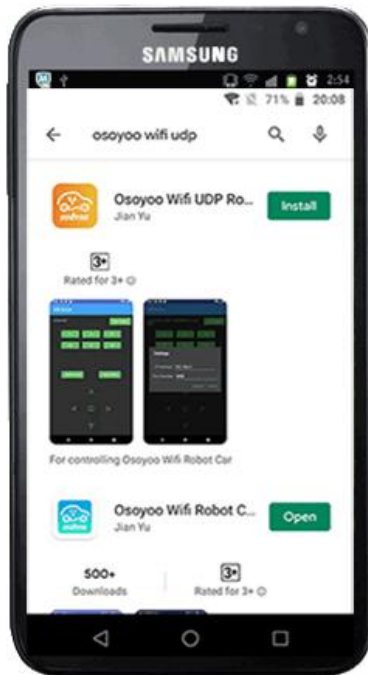 SAMSUNG
2:54
71% 20:08
osoyoo wifi udp
Osoyoo Wifi UDP Ro...
Jian Yu
Install
3+
Rated for 3+
For controlling Osoyoo Wifi Robot Car
Osoyoo Wifi Robot C...
Jian Yu
Open
500+
Downloads
3+
Rated for 3+